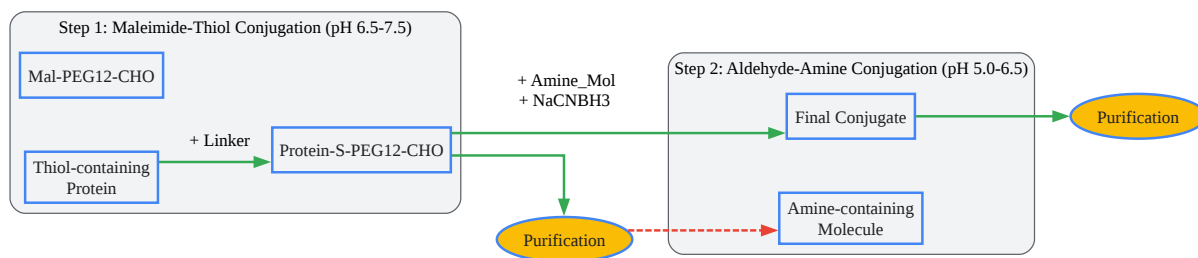 Step 1: Maleimide-Thiol Conjugation (pH 6.5-7.5)
Mal-PEG12-CHO
Thiol-containing
Protein
+ Linker
Protein-S-PEG12-CHO
+ Amine_Mol
+ NaCNBH3
Purification
Step 2: Aldehyde-Amine Conjugation (pH 5.0-6.5)
Final Conjugate
Amine-containing
Molecule
Purification